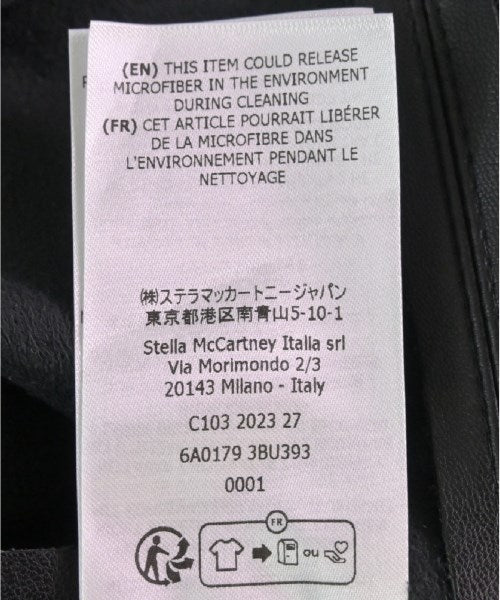 (EN) THIS ITEM COULD RELEASE
MICROFIBER IN THE ENVIRONMENT
DURING CLEANING
(FR) CET ARTICLE POURRAIT LIBÉRER
DE LA MICROFIBRE DANS
L'ENVIRONNEMENT PENDANT LE
NETTOYAGE
㈱ステラマッカートニージャパン
東京都港区南青山5-10-1
Stella McCartney Italia srl
Via Morimondo 2/3
20143 Milano - Italy
C103 2023 27
6A0179 3BU393
0001
FR
ou